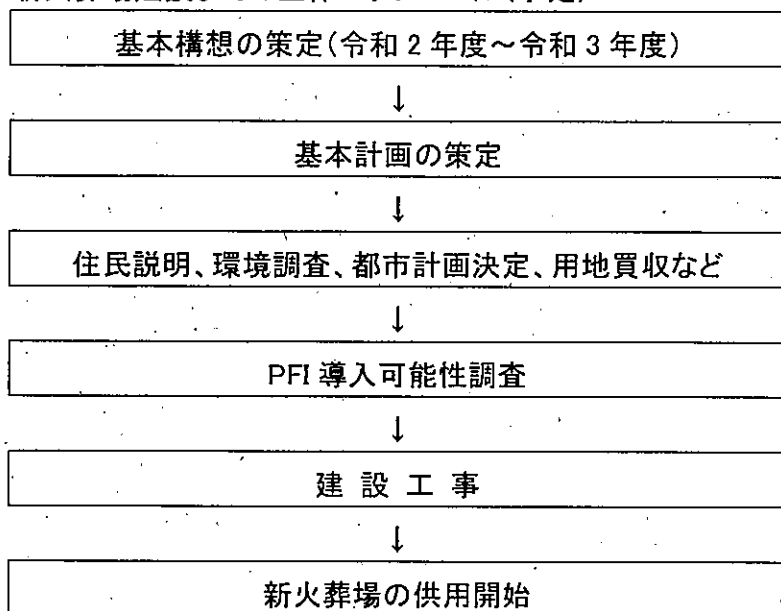 基本構想の策定(令和2年度~令和3年度)
↓
基本計画の策定
↓
住民説明、環境調査、都市計画決定、用地買収など
↓
PFI導入可能性調査
↓
建設工事
↓
新火葬場の供用開始